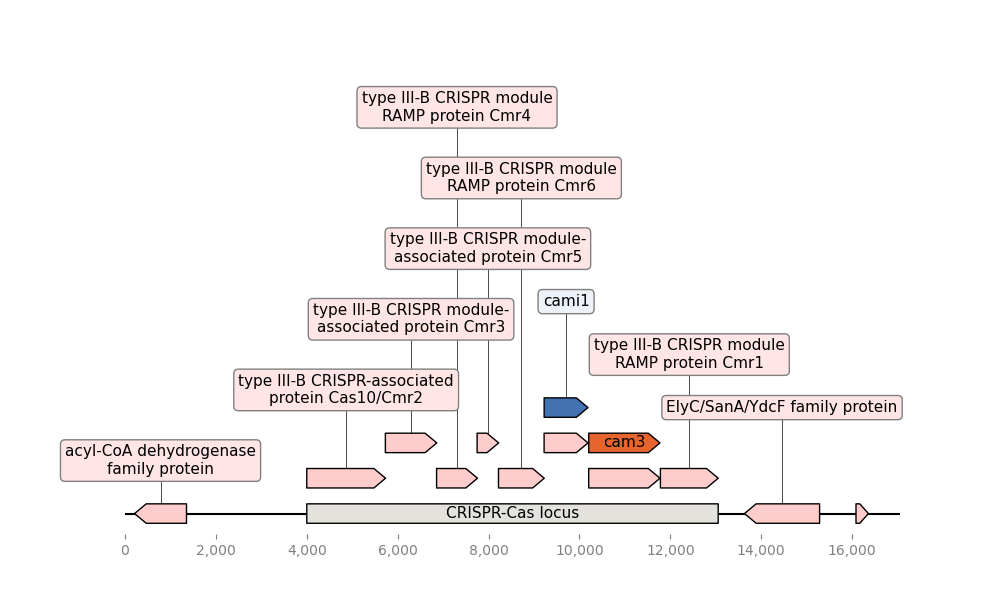 type III-B CRISPR module
RAMP protein Cmr4
type III-B CRISPR module
RAMP protein Cmr6
type III-B CRISPR module-
associated protein Cmr5
cami1
type III-B CRISPR module-
associated protein Cmr3
type III-B CRISPR module
RAMP protein Cmr1
type III-B CRISPR-associated
protein Cas10/Cmr2
ElyC/SanA/YdcF family protein
acyl-CoA dehydrogenase
family protein
cam3
CRISPR-Cas locus
0 2,000 4,000 6,000 8,000 10,000 12,000 14,000 16,000